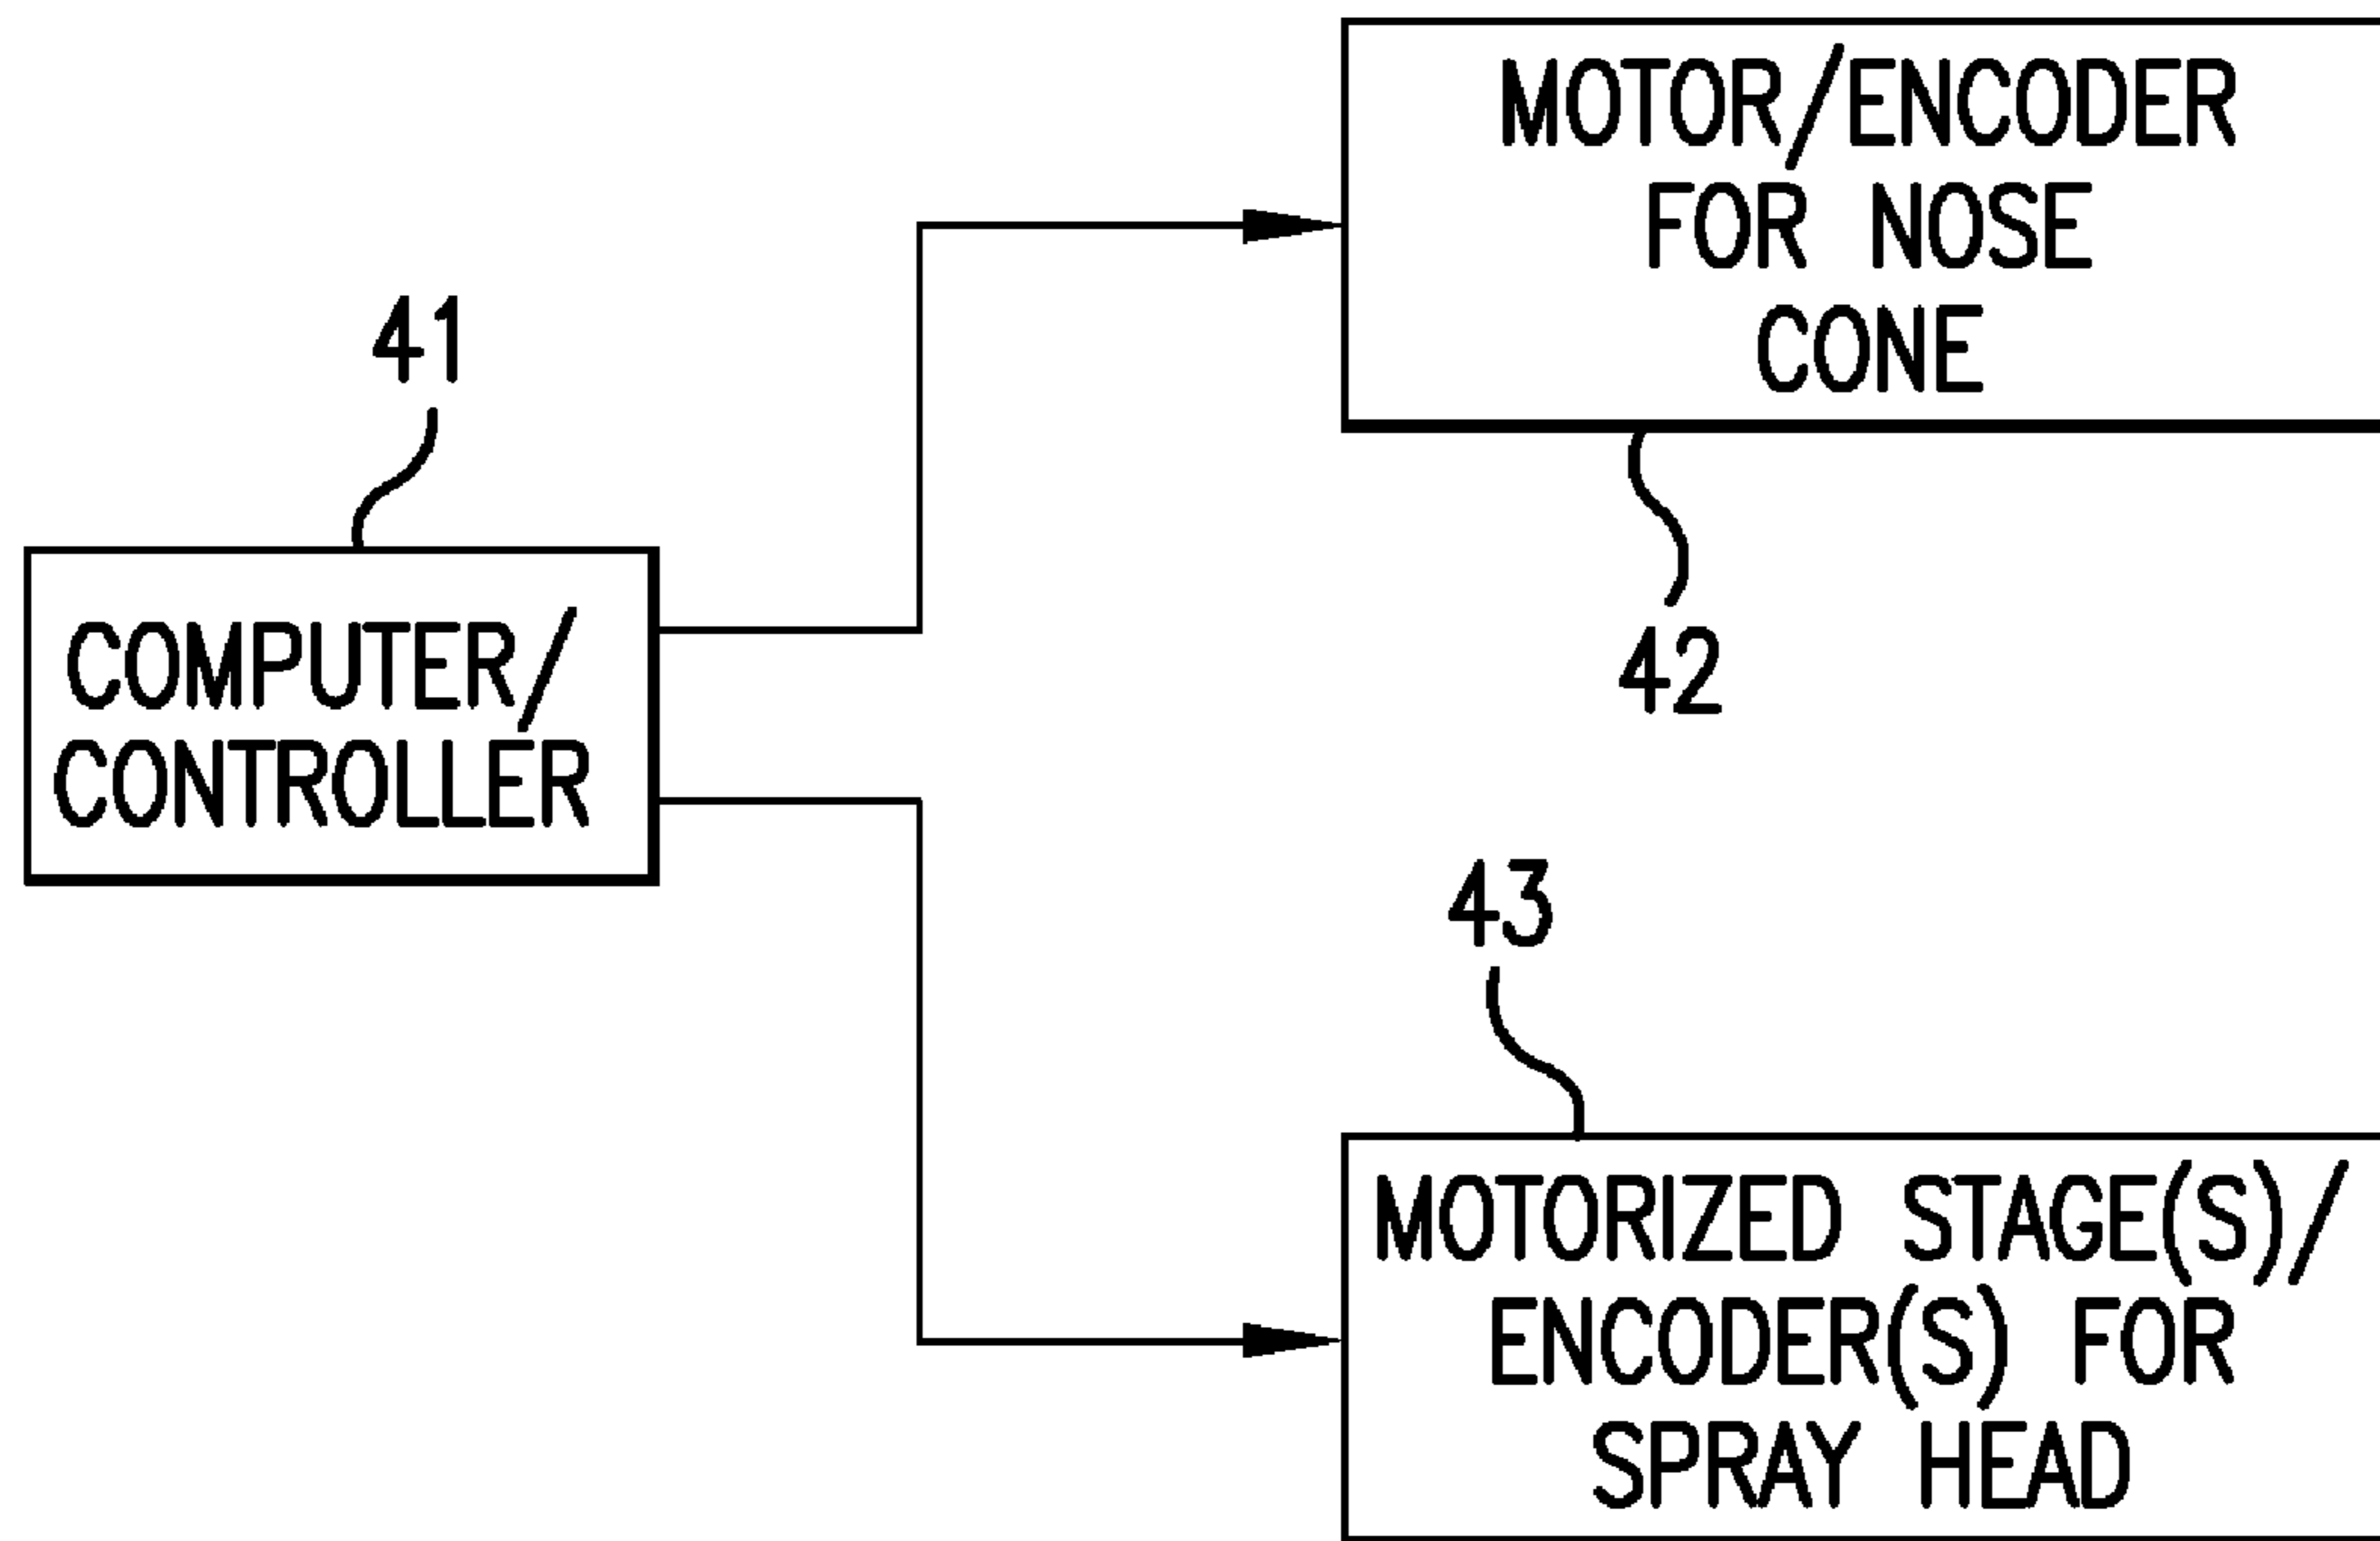 MOTOR/ENCODER
FOR NOSE
CONE
42
41
COMPUTER/
CONTROLLER
43
MOTORIZED STAGE(S)/
ENCODER(S) FOR
SPRAY HEAD